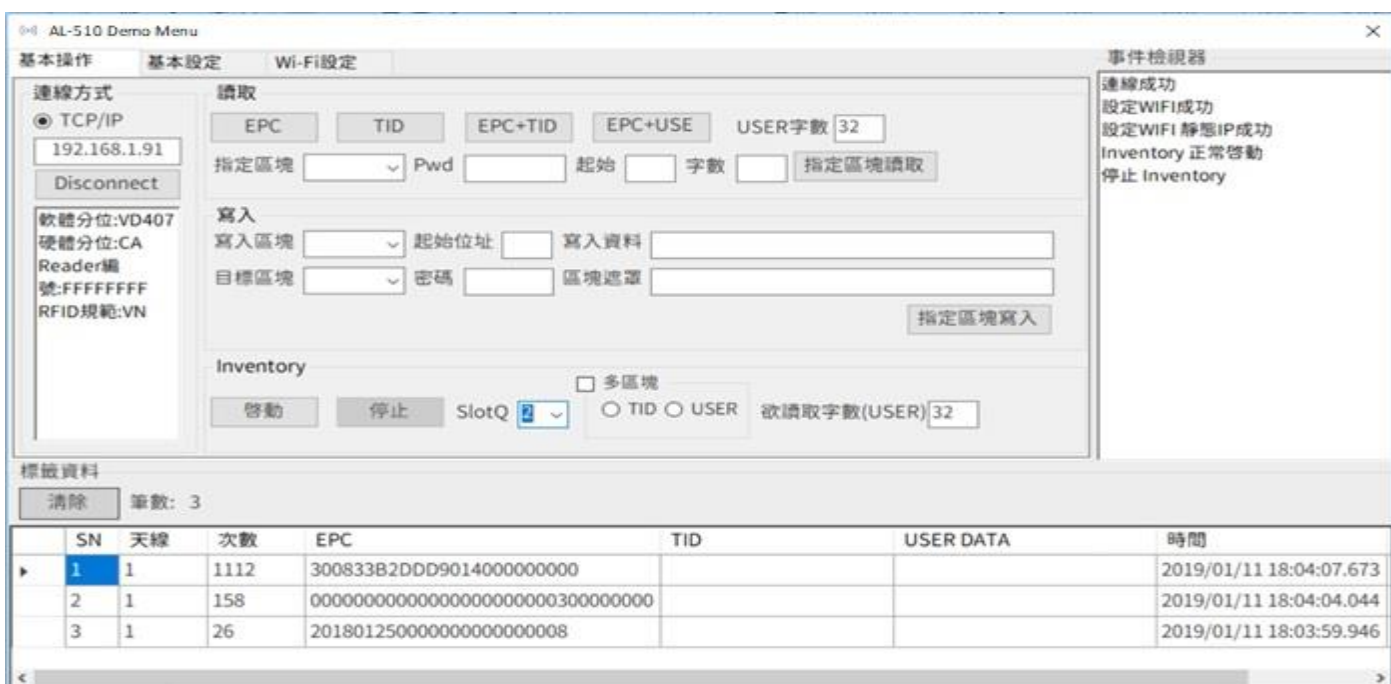 AL-510 Demo Menu
基本操作 基本設定 Wi-Fi設定
連線方式
TCP/IP
192.168.1.91
Disconnect
軟體分位:VD407
硬體分位:CA
Reader編
號:FFFFFFFF
RFID規範:VN
讀取
EPC TID EPC+TID EPC+USE USER字數 32
指定區塊 Pwd 起始 字數 指定區塊讀取
寫入
寫入區塊 起始位址 寫入資料
目標區塊 密碼 區塊遮罩
指定區塊寫入
Inventory
多區塊
啓動 停止 SlotQ 2 TID USER 欲讀取字數(USER) 32
事件檢視器
連線成功
設定WIFI成功
設定WIFI 靜態IP成功
Inventory 正常啓動
停止 Inventory
標籤資料
清除 筆數: 3
SN 天線 次數 EPC TID USER DATA 時間
1 1 1112 300833B2DDD9014000000000 2019/01/11 18:04:07.673
2 1 158 2019/01/11 18:04:04.044
3 1 26 201801250000000000000008 2019/01/11 18:03:59.946